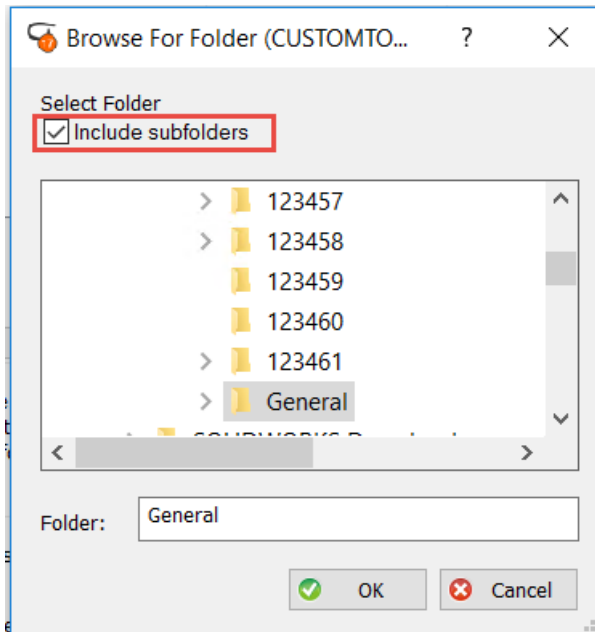 Browse For Folder (CUSTOMTO... ?
Select Folder
Include subfolders
123457
123458
123459
123460
123461
General
Folder: General
OK Cancel